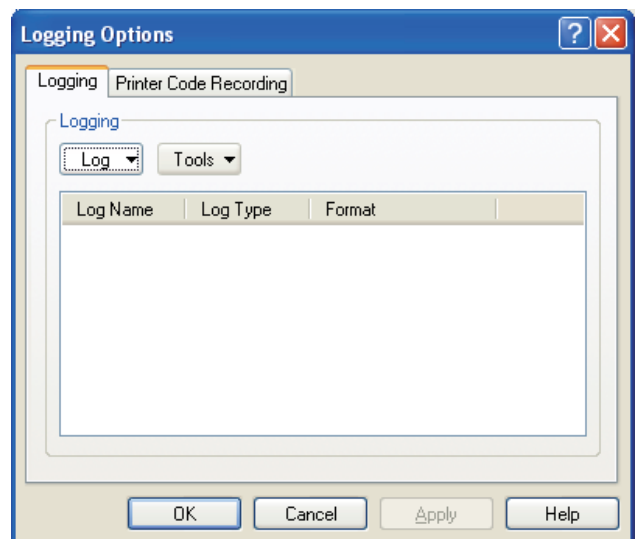 Logging Options
Logging Printer Code Recording
Logging
Log Tools
Log Name Log Type Format
OK Cancel Apply Help